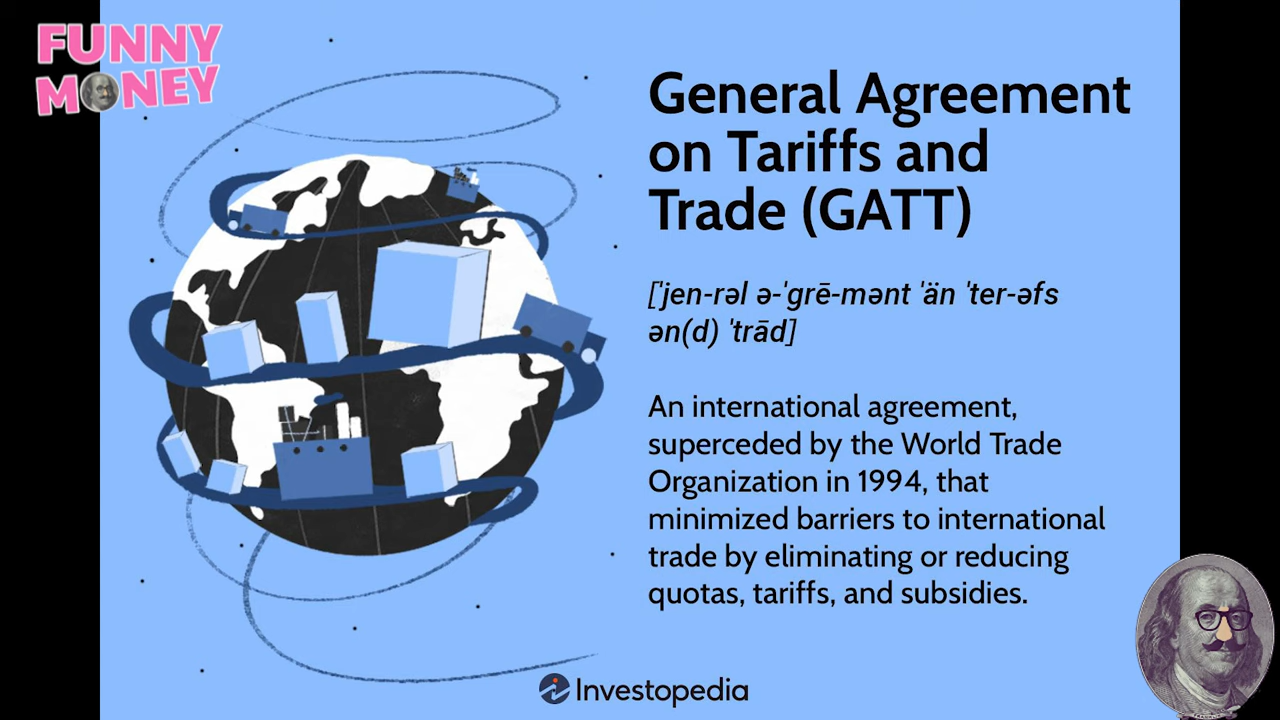 FUNNY
MONEY
General Agreement
on Tariffs and
Trade (GATT)
[ˈjen-rəl ə-ˈgrē-mənt ˈän ˈter-əfs
ən(d) ˈtrād]
An international agreement,
superceded by the World Trade
Organization in 1994, that
minimized barriers to international
trade by eliminating or reducing
quotas, tariffs, and subsidies.
Investopedia